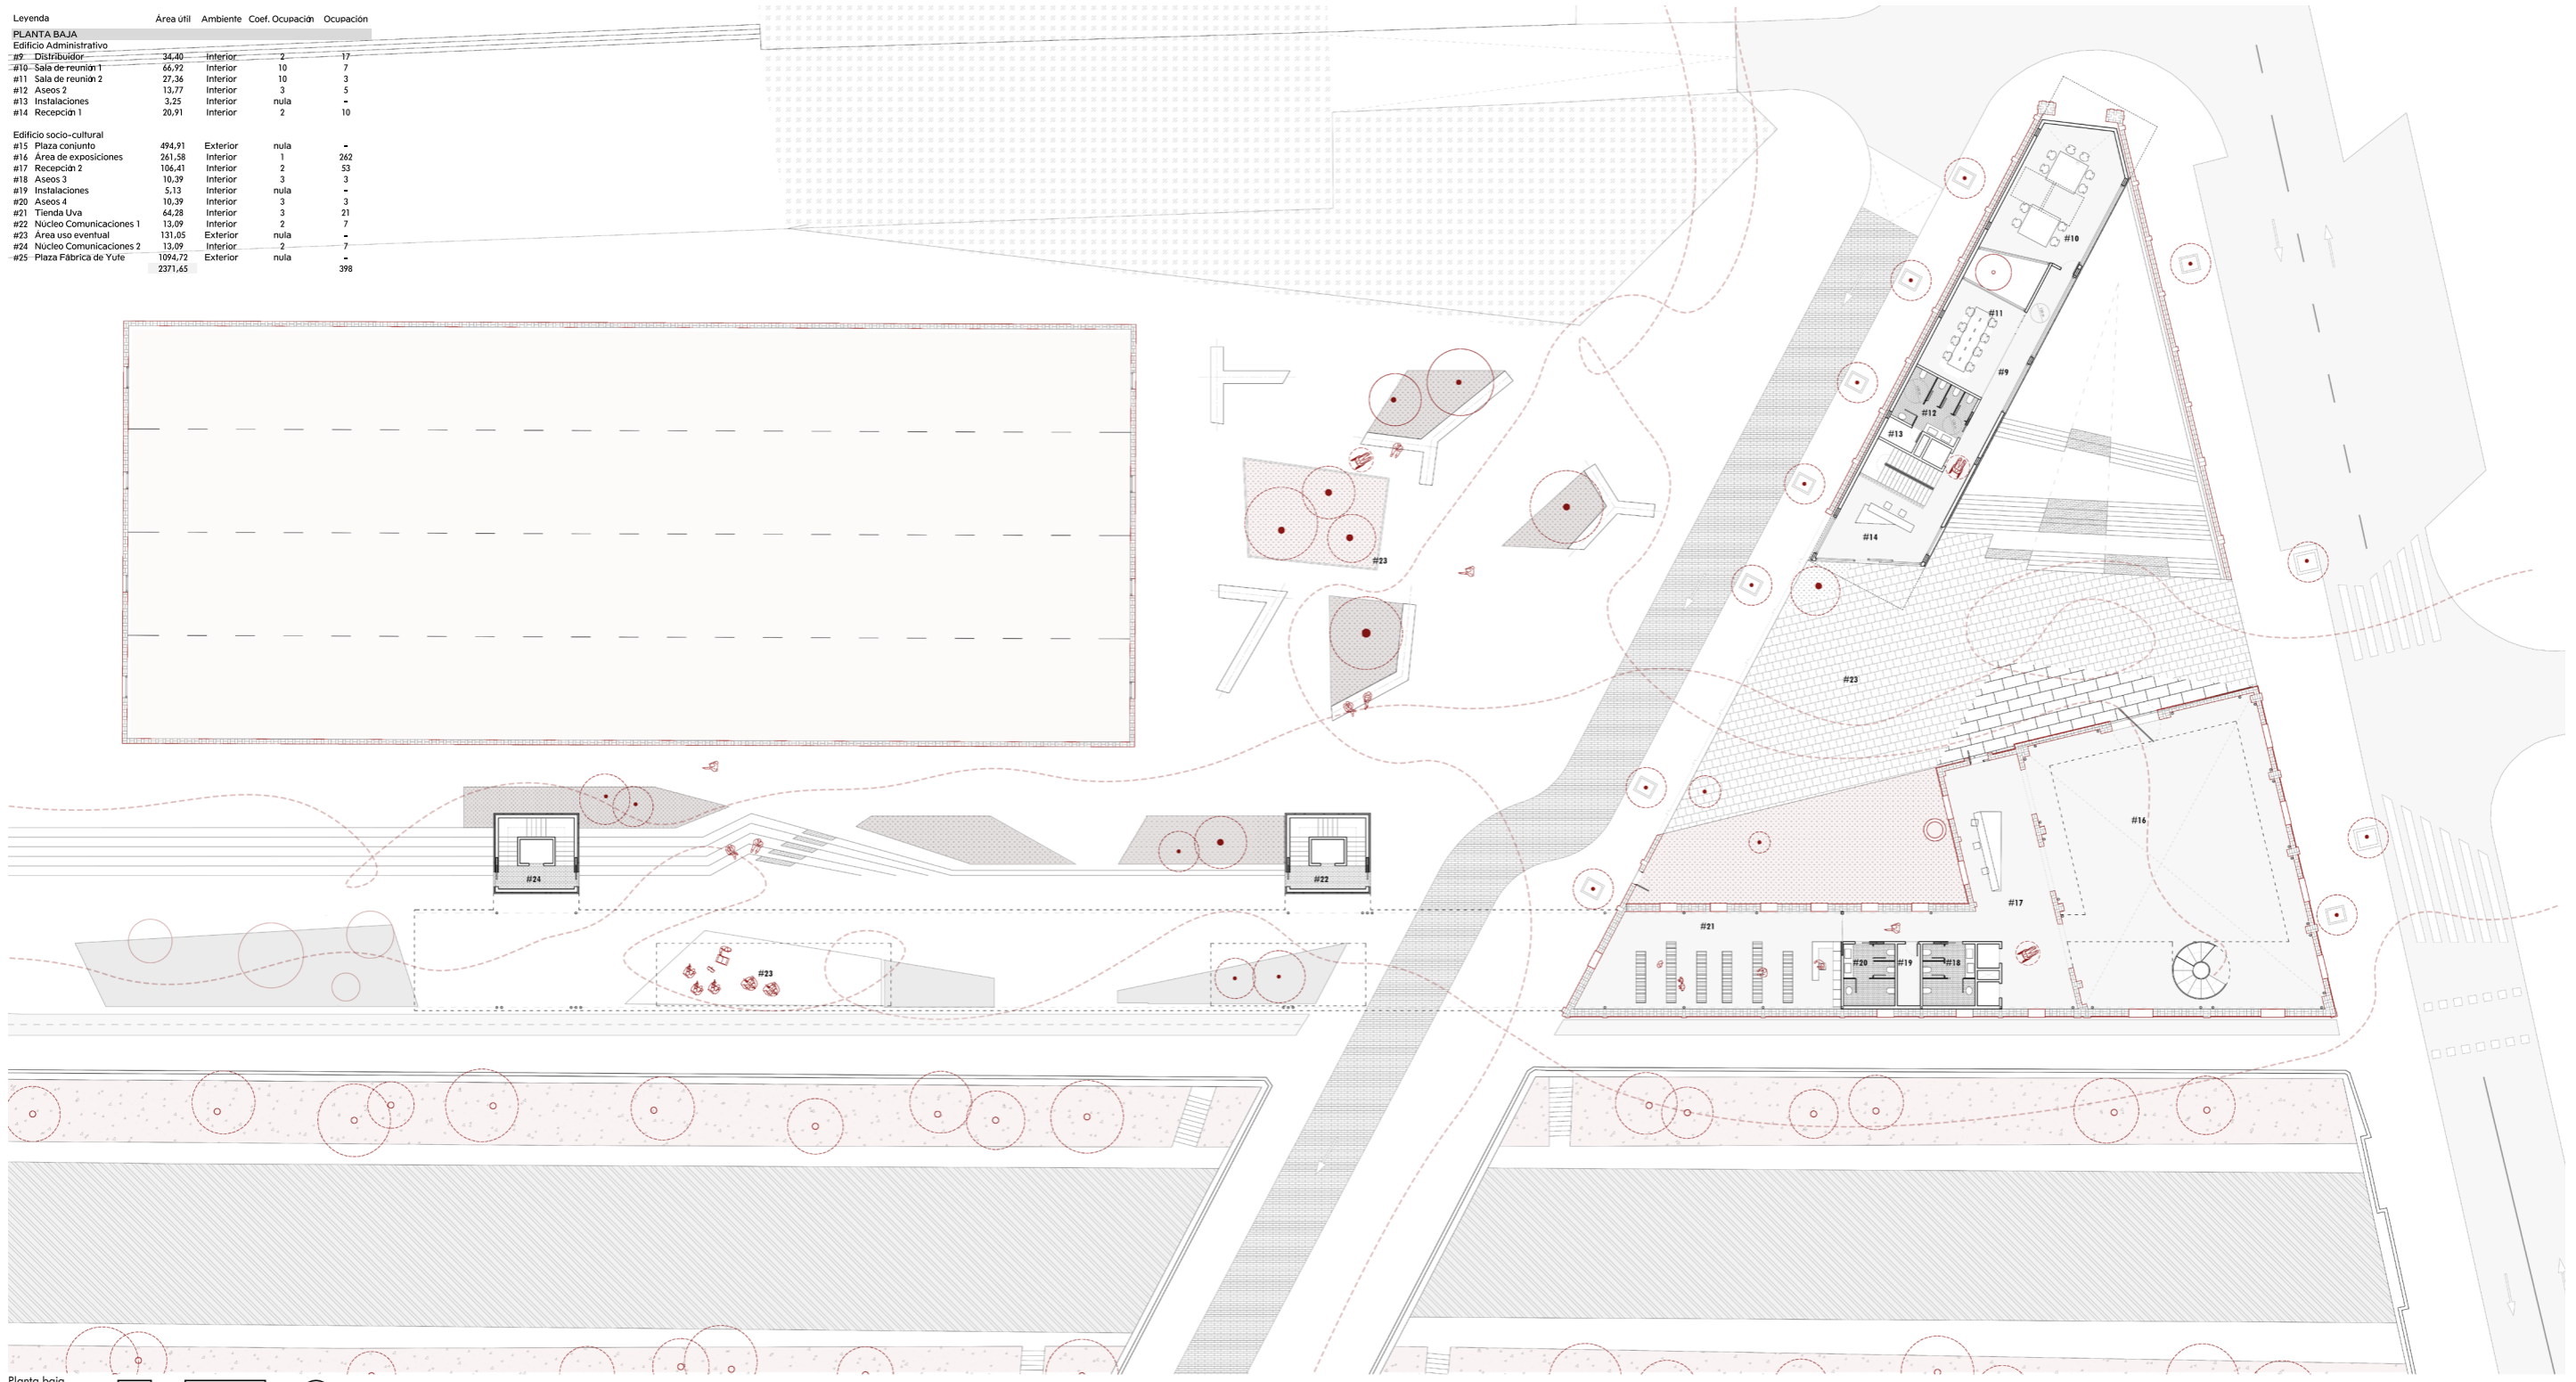 Leyenda Área útil Ambiente Coef. Ocupación Ocupación
PLANTA BAJA
Edificio Administrativo
#9 Distribuidor 34,40 Interior 2 17
#10 Sala de reunión 1 66,92 Interior 10 7
#11 Sala de reunión 2 27,36 Interior 10 3
#12 Aseos 2 13,77 Interior 3 5
#13 Instalaciones 3,25 Interior nula -
#14 Recepción 1 20,91 Interior 2 10
Edificio socio-cultural
#15 Plaza conjunto 494,91 Exterior nula -
#16 Área de exposiciones 261,58 Interior 1 262
#17 Recepción 2 106,41 Interior 2 53
#18 Aseos 3 10,39 Interior 3 3
#19 Instalaciones 5,13 Interior nula -
#20 Aseos 4 10,39 Interior 3 3
#21 Tienda Uva 64,28 Interior 3 21
#22 Núcleo Comunicaciones 1 13,09 Interior 2 7
#23 Área uso eventual 131,05 Exterior nula -
#24 Núcleo Comunicaciones 2 13,09 Interior 2 7
#25 Plaza Fábrica de Yute 1094,72 Exterior nula -
2371,65 398
#10
#11
#9
#12
#13
#14
#23
#23
#16
#24
#22
#17
#21
#20
#19
#18
#23
Planta baja